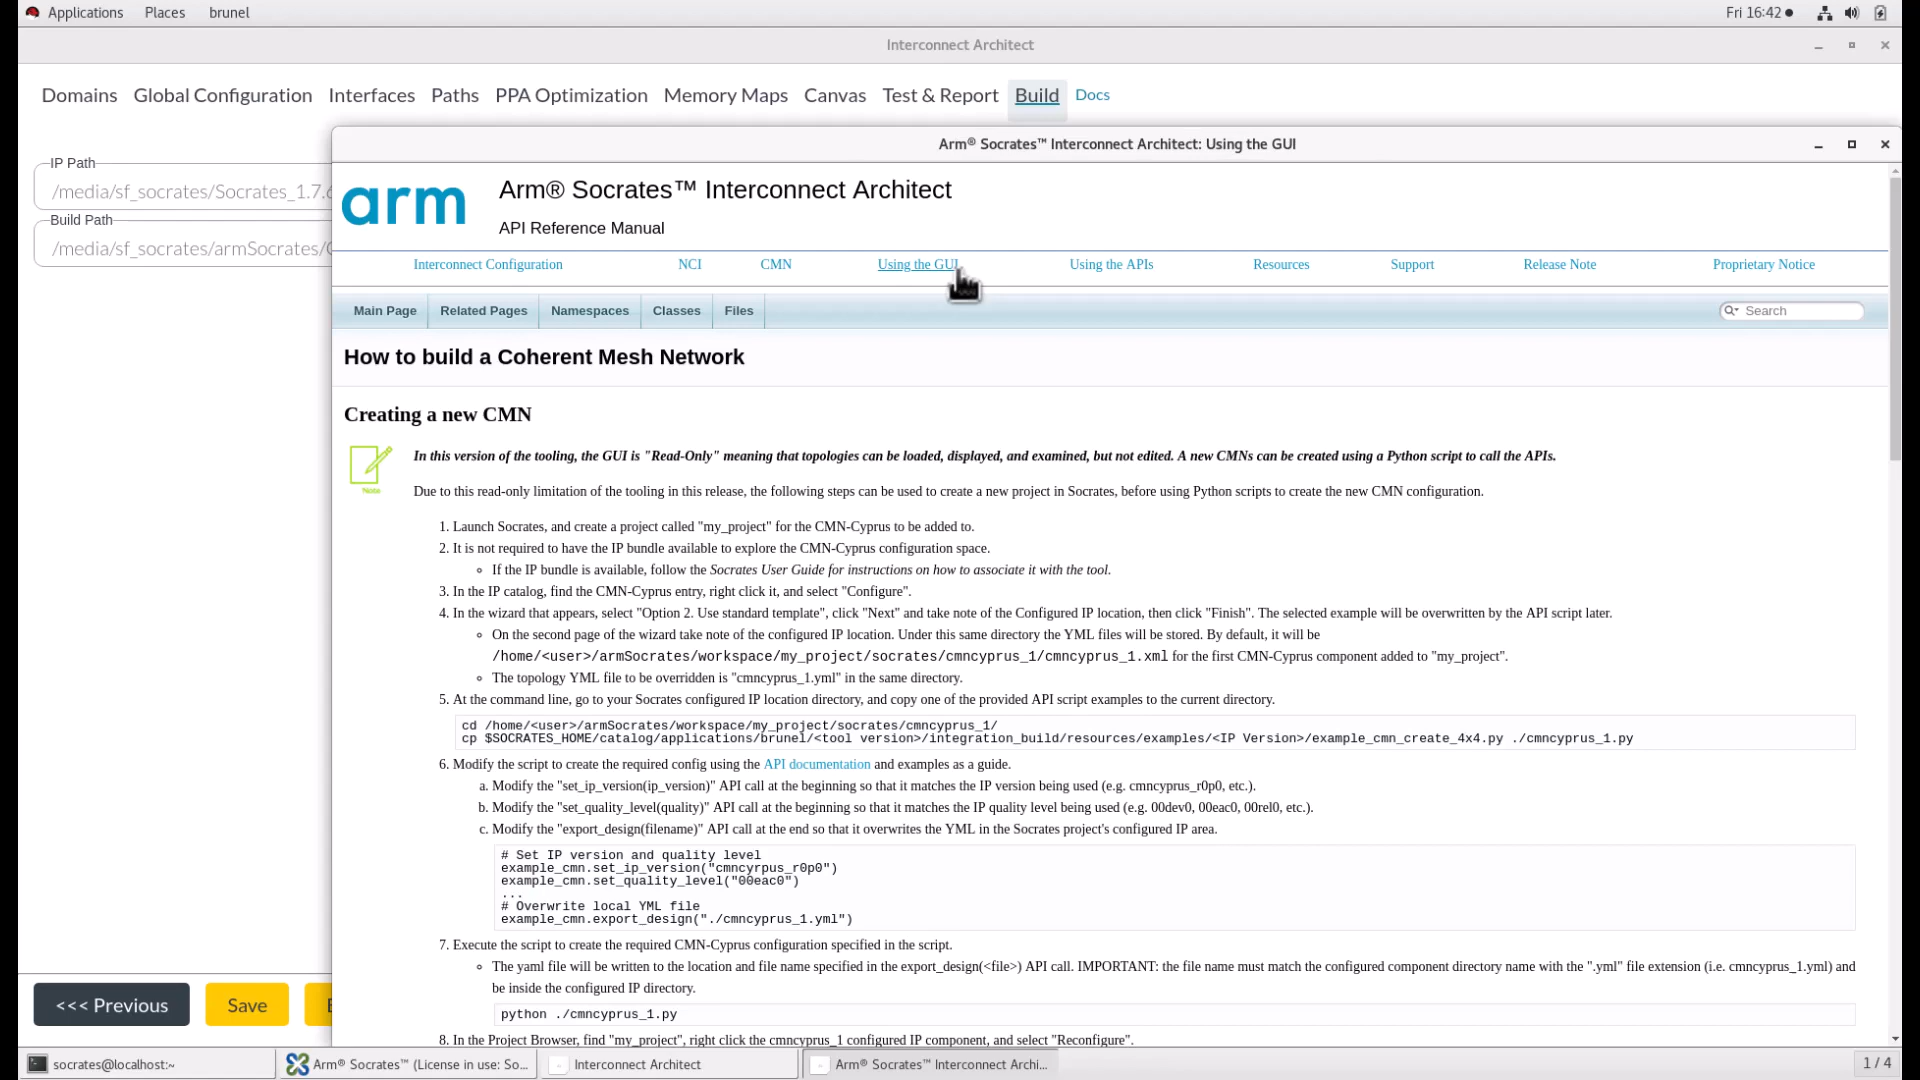 Applications Places brunel Fri 16:42
Interconnect Architect
Domains Global Configuration Interfaces Paths PPA Optimization Memory Maps Canvas Test & Report Build Docs
Arm® Socrates™ Interconnect Architect: Using the GUI
IP Path
/media/sf_socrates/Socrates_1.7.6
Build Path
/media/sf_socrates/armSocrates/
arm
Arm® Socrates™ Interconnect Architect
API Reference Manual
Interconnect Configuration NCI CMN Using the GUI Using the APIs Resources Support Release Note Proprietary Notice
Main Page Related Pages Namespaces Classes Files Search
How to build a Coherent Mesh Network
Creating a new CMN
Note
In this version of the tooling, the GUI is "Read-Only" meaning that topologies can be loaded, displayed, and examined, but not edited. A new CMNs can be created using a Python script to call the APIs.
Due to this read-only limitation of the tooling in this release, the following steps can be used to create a new project in Socrates, before using Python scripts to create the new CMN configuration.
1. Launch Socrates, and create a project called "my_project" for the CMN-Cyprus to be added to.
2. It is not required to have the IP bundle available to explore the CMN-Cyprus configuration space.
If the IP bundle is available, follow the Socrates User Guide for instructions on how to associate it with the tool.
3. In the IP catalog, find the CMN-Cyprus entry, right click it, and select "Configure".
4. In the wizard that appears, select "Option 2. Use standard template", click "Next" and take note of the Configured IP location, then click "Finish". The selected example will be overwritten by the API script later.
On the second page of the wizard take note of the configured IP location. Under this same directory the YML files will be stored. By default, it will be
/home/<user>/armSocrates/workspace/my_project/socrates/cmncyprus_1/cmncyprus_1.xml for the first CMN-Cyprus component added to "my_project".
The topology YML file to be overridden is "cmncyprus_1.yml" in the same directory.
5. At the command line, go to your Socrates configured IP location directory, and copy one of the provided API script examples to the current directory.
cd /home/<user>/armSocrates/workspace/my_project/socrates/cmncyprus_1/
cp $SOCRATES_HOME/catalog/applications/brunel/<tool version>/integration_build/resources/examples/<IP Version>/example_cmn_create_4x4.py ./cmncyprus_1.py
6. Modify the script to create the required config using the API documentation and examples as a guide.
a. Modify the "set_ip_version(ip_version)" API call at the beginning so that it matches the IP version being used (e.g. cmncyprus_r0p0, etc.).
b. Modify the "set_quality_level(quality)" API call at the beginning so that it matches the IP quality level being used (e.g. 00dev0, 00eac0, 00rel0, etc.).
c. Modify the "export_design(filename)" API call at the end so that it overwrites the YML in the Socrates project's configured IP area.
# Set IP version and quality level
example_cmn.set_ip_version("cmncyrpus_r0p0")
example_cmn.set_quality_level("00eac0")
...
# Overwrite local YML file
example_cmn.export_design("./cmncyprus_1.yml")
7. Execute the script to create the required CMN-Cyprus configuration specified in the script.
The yaml file will be written to the location and file name specified in the export_design(<file>) API call. IMPORTANT: the file name must match the configured component directory name with the ".yml" file extension (i.e. cmncyprus_1.yml) and
be inside the configured IP directory.
python ./cmncyprus_1.py
8. In the Project Browser, find "my_project", right click the cmncyprus_1 configured IP component, and select "Reconfigure".
<<< Previous Save
socrates@localhost:~ Arm® Socrates™ (License in use: So... Interconnect Architect Arm® Socrates™ Interconnect Archi... 1 / 4